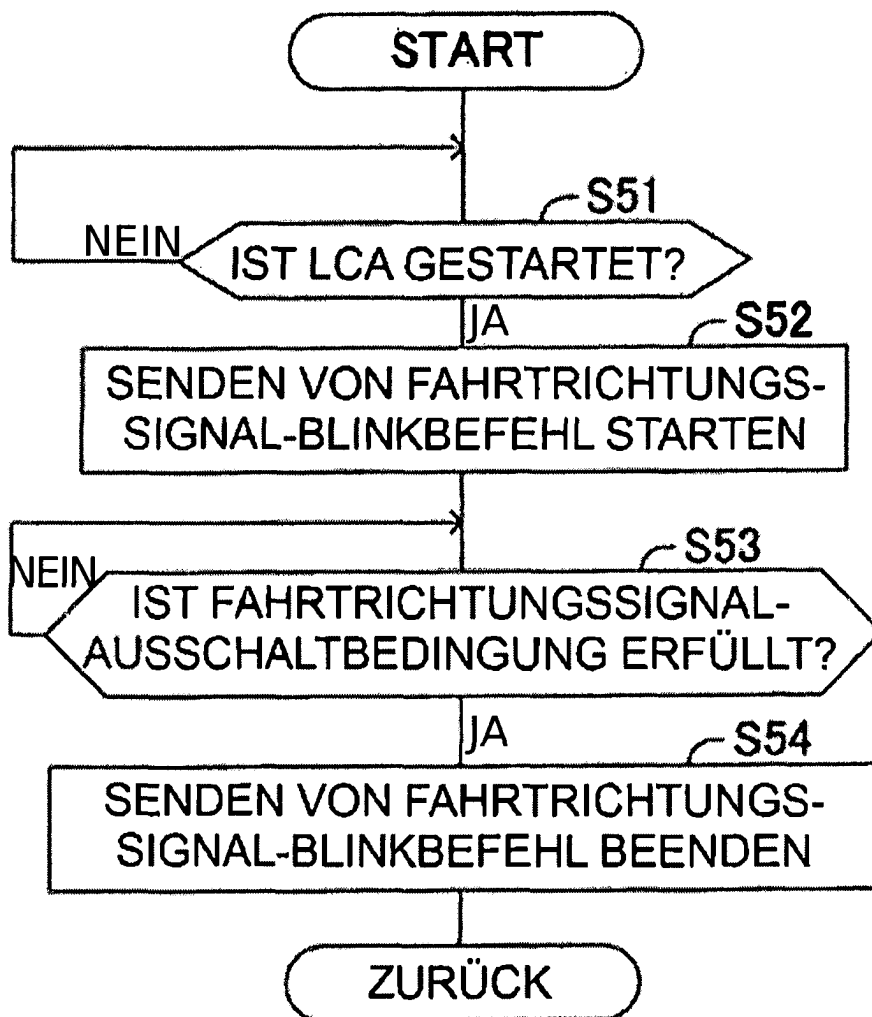 START
S51
NEIN
IST LCA GESTARTET?
JA
S52
SENDEN VON FAHRTRICHTUNGS-
SIGNAL-BLINKBEFEHL STARTEN
S53
NEIN
IST FAHRTRICHTUNGSSIGNAL-
AUSSCHALTBEDINGUNG ERFÜLLT?
JA
S54
SENDEN VON FAHRTRICHTUNGS-
SIGNAL-BLINKBEFEHL BEENDEN
ZURÜCK